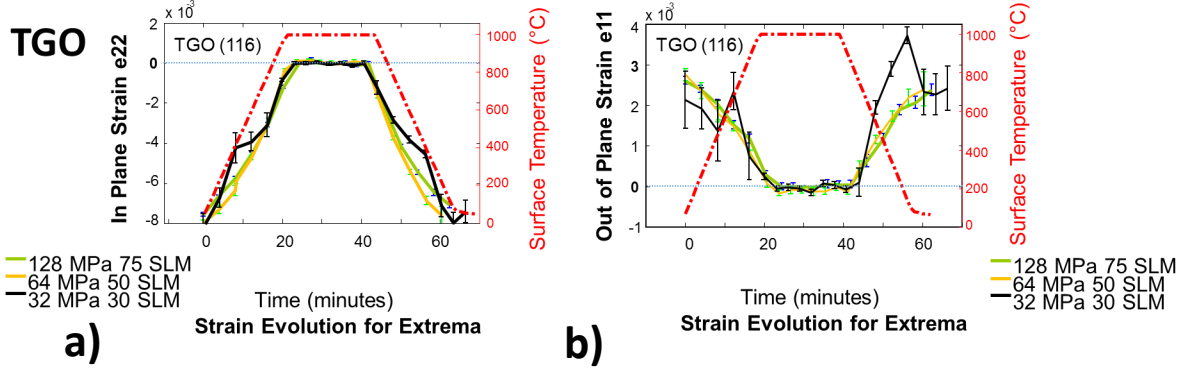 TGO
x 10⁻³
2
0
-2
-4
-6
-8
In Plane Strain e22
TGO (116)
1000
800
600
400
200
0
Surface Temperature (°C)
0
20
40
60
128 MPa 75 SLM
64 MPa 50 SLM
32 MPa 30 SLM
Time (minutes)
Strain Evolution for Extrema
a)
x 10⁻³
4
3
2
1
0
-1
Out of Plane Strain e11
TGO (116)
1000
800
600
400
200
0
Surface Temperature (°C)
0
20
40
60
128 MPa 75 SLM
64 MPa 50 SLM
32 MPa 30 SLM
Time (minutes)
Strain Evolution for Extrema
b)